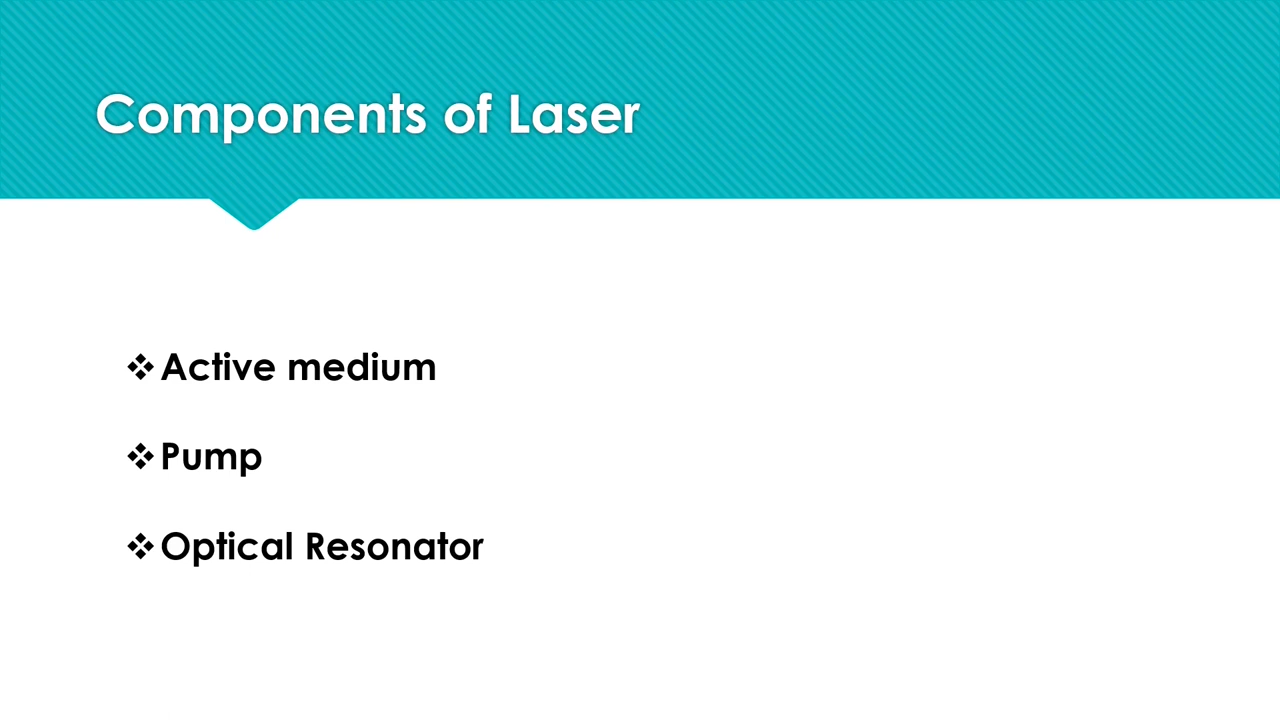 Components of Laser
❖Active medium
❖Pump
❖Optical Resonator